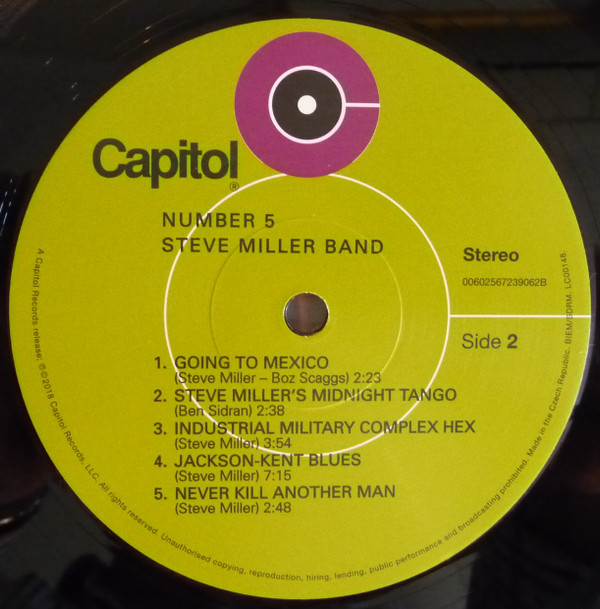 Capitol
®
NUMBER 5
STEVE MILLER BAND
Stereo
00602567239062B
Side 2
1. GOING TO MEXICO
(Steve Miller – Boz Scaggs) 2:23
2. STEVE MILLER'S MIDNIGHT TANGO
(Ben Sidran) 2:38
3. INDUSTRIAL MILITARY COMPLEX HEX
(Steve Miller) 3:54
4. JACKSON-KENT BLUES
(Steve Miller) 7:15
5. NEVER KILL ANOTHER MAN
(Steve Miller) 2:48
A Capitol Records release; ℗©2018 Capitol Records, LLC. All rights reserved. Unauthorised copying, reproduction, hiring, lending, public performance and broadcasting prohibited. Made in the Czech Republic. BIEM/SDRM. LC00148.